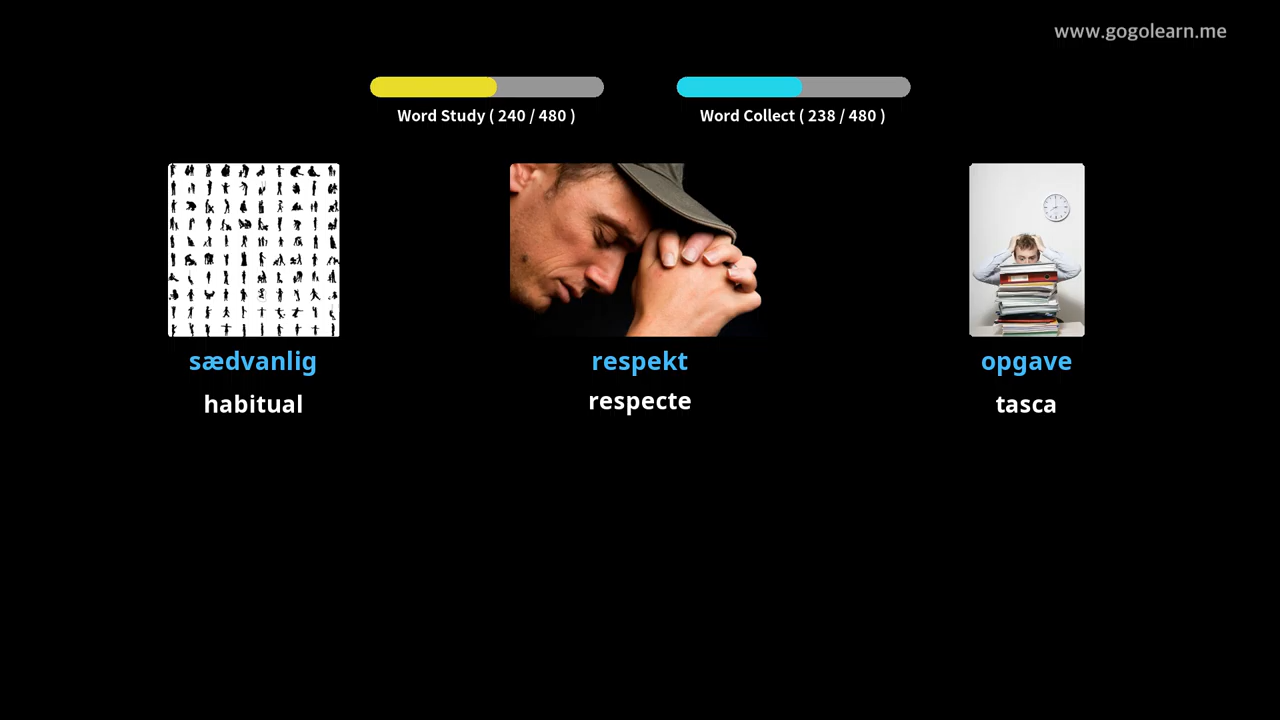 www.gogolearn.me
Word Study ( 240 / 480 )
Word Collect ( 238 / 480 )
sædvanlig
respekt
opgave
habitual
respecte
tasca